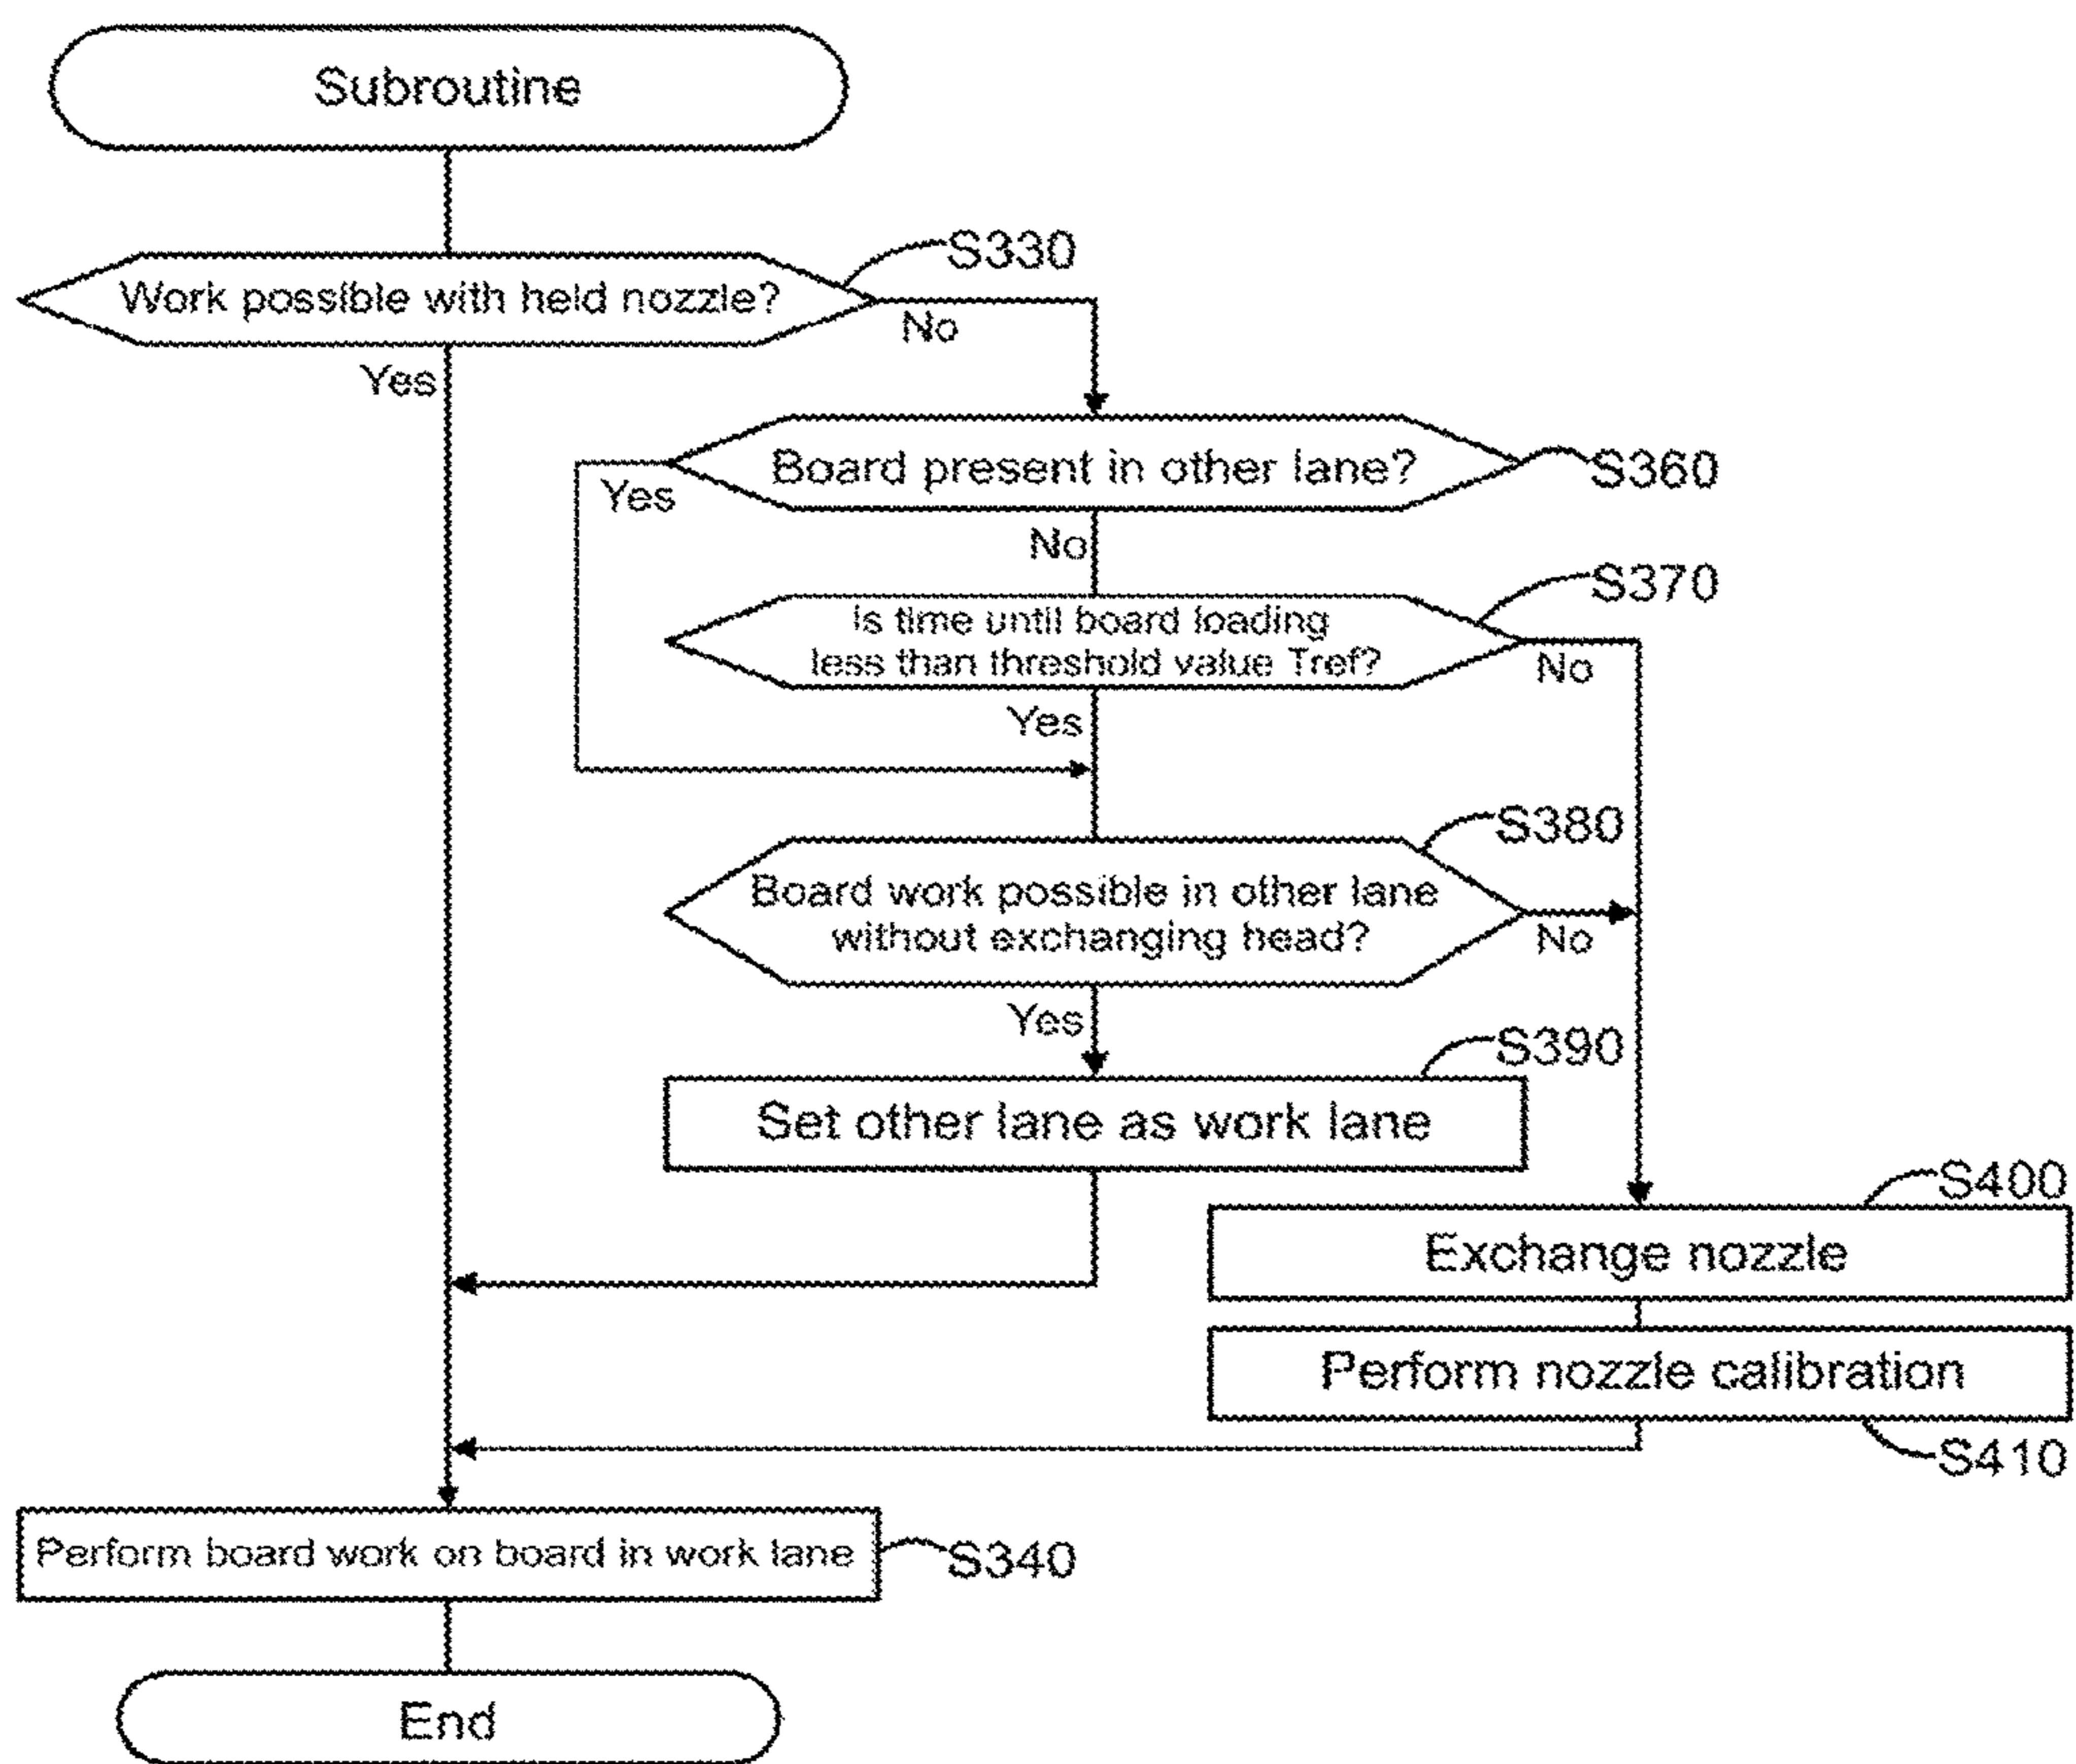 Subroutine
S330
Work possible with held nozzle?
No
Yes
Board present in other lane?
S360
Yes
No
S370
Is time until board loading
less than threshold value Tref?
No
Yes
S380
Board work possible in other lane
without exchanging head?
No
Yes
S390
Set other lane as work lane
S400
Exchange nozzle
Perform nozzle calibration
S410
Perform board work on board in work lane
S340
End